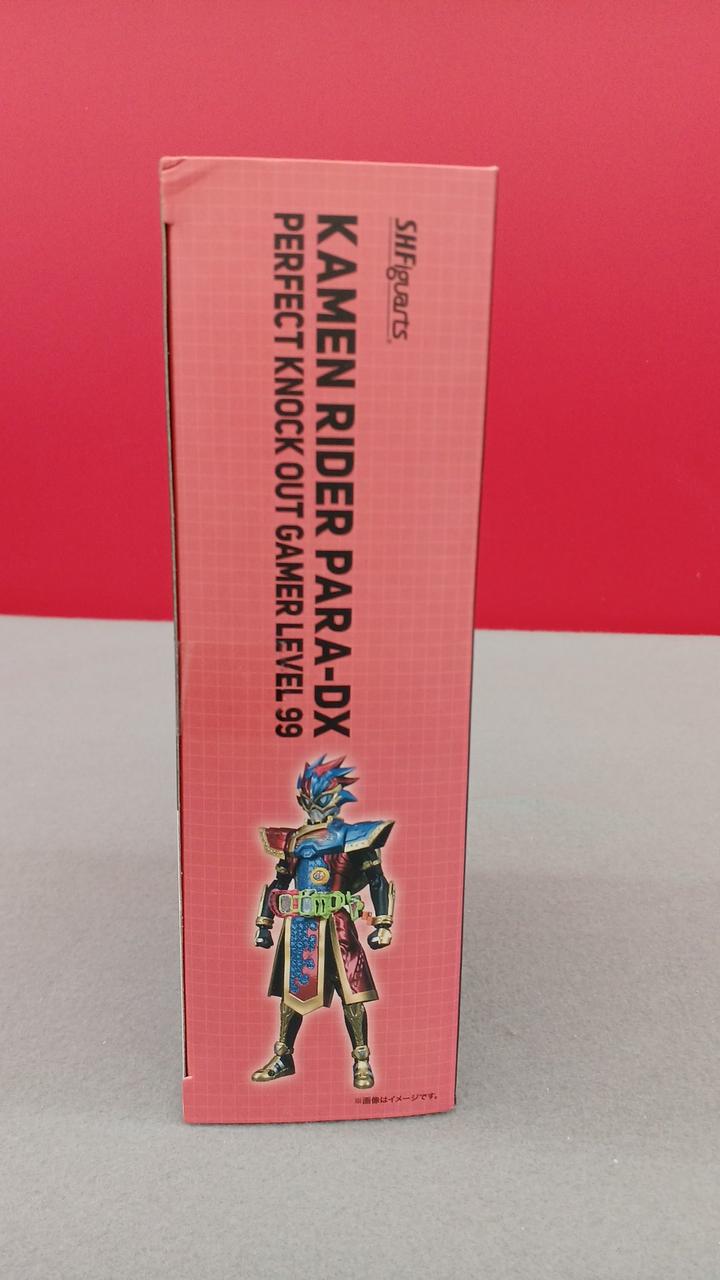 S.H.Figuarts
KAMEN RIDER PARA-DX
PERFECT KNOCK OUT GAMER LEVEL 99
※画像はイメージです。